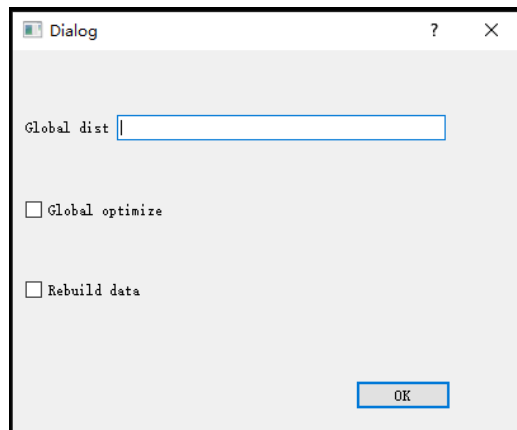 Dialog ?
Global dist
Global optimize
Rebuild data
OK